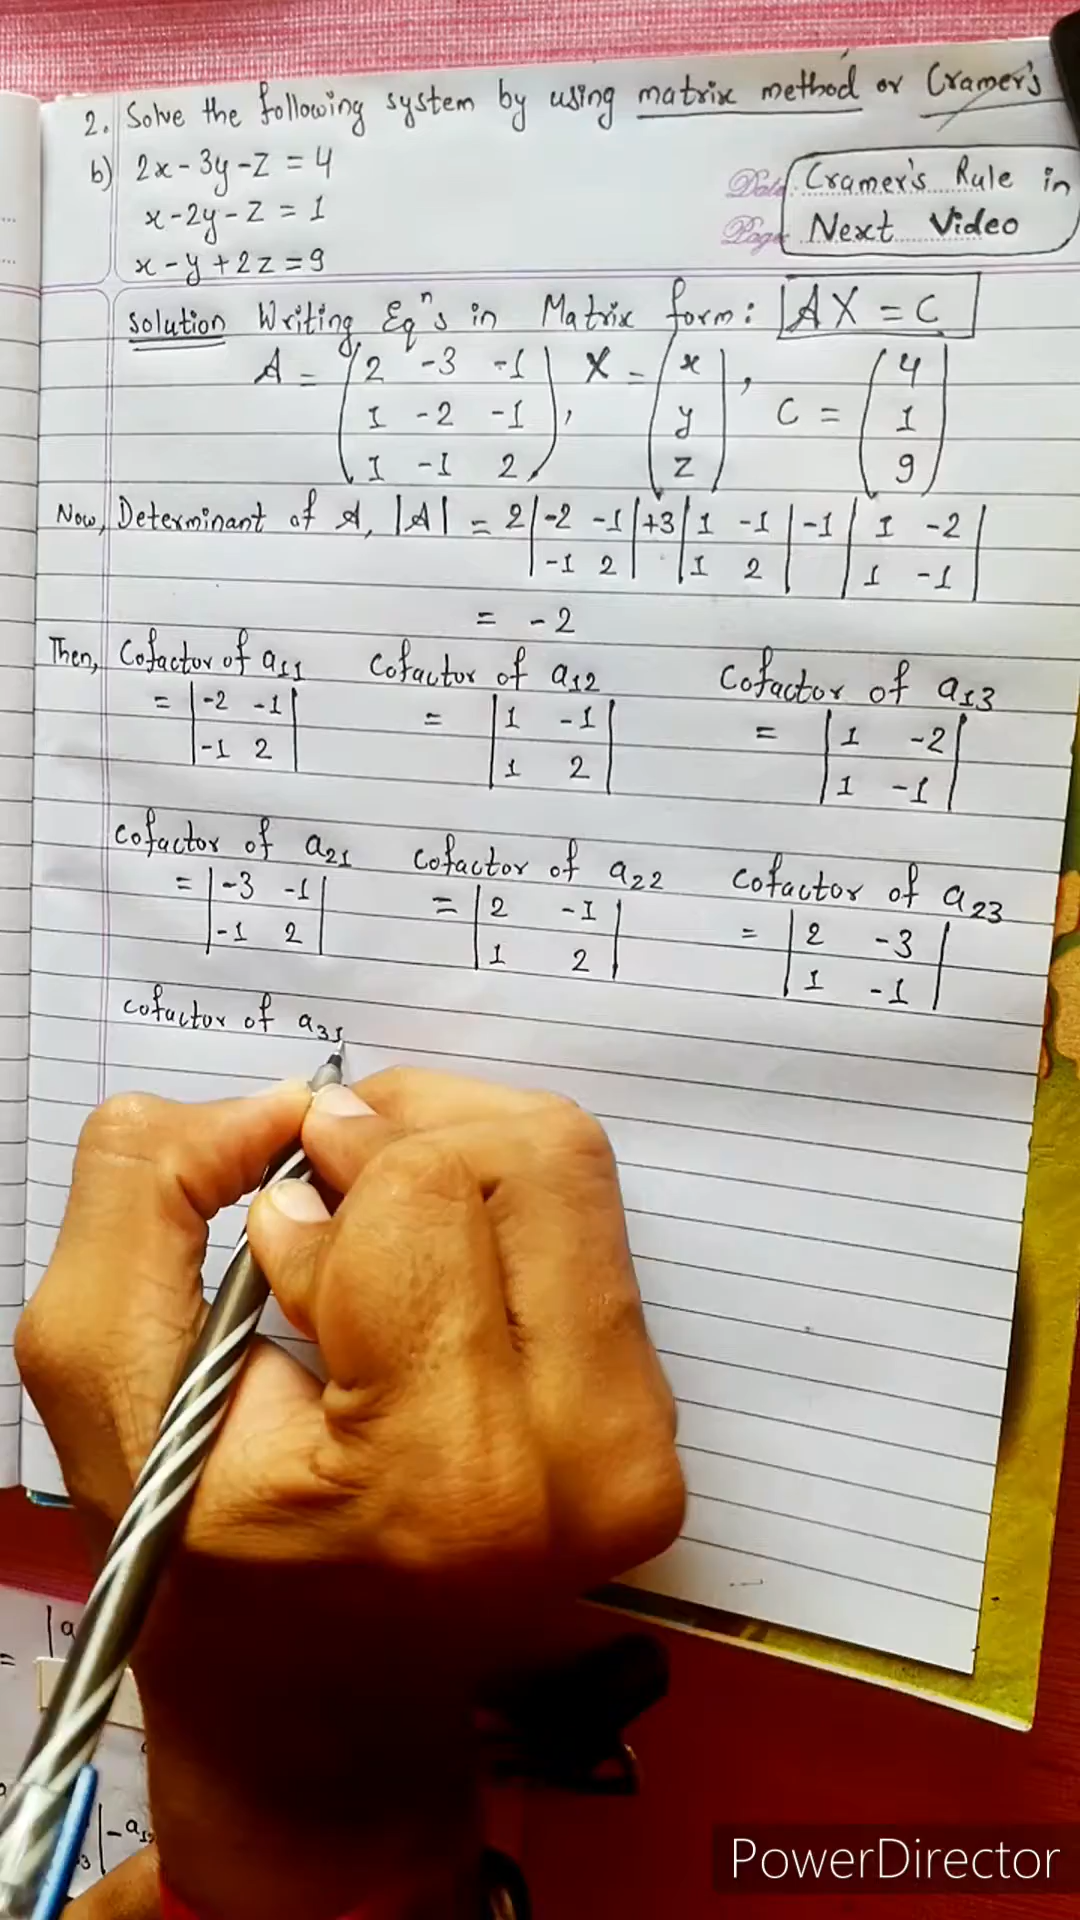 2. Solve the following system by using matrix method or Cramer's
b) 2x - 3y - z = 4
x - 2y - z = 1
x - y + 2z = 9
Date: Cramer's Rule in
Page: Next Video
solution Writing Eqⁿs in Matrix form: AX = C
A = 2 -3 -1 X = x , C = 4
1 -2 -1 , y 1
1 -1 2 z 9
Now, Determinant of A, |A| = 2 |-2 -1| +3 |1 -1| -1 |1 -2|
|-1 2| |1 2| |1 -1|
= -2
Then, Cofactor of a11 Cofactor of a12 Cofactor of a13
= |-2 -1| = |1 -1| = |1 -2|
|-1 2| |1 2| |1 -1|
Cofactor of a21 Cofactor of a22 Cofactor of a23
= |-3 -1| = |2 -1| = |2 -3|
|-1 2| |1 2| |1 -1|
Cofactor of a31
PowerDirector